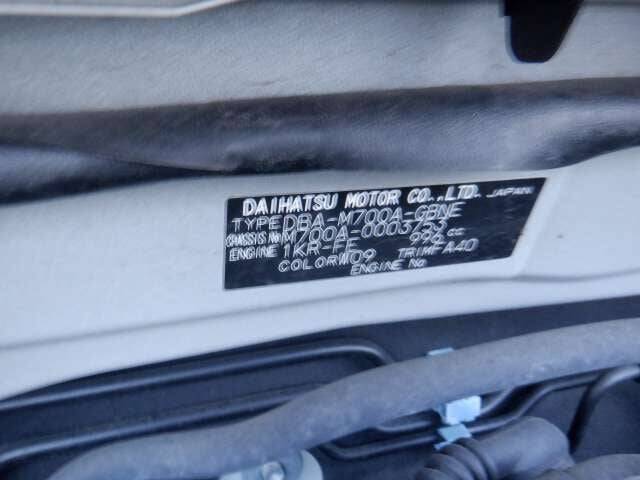 DAIHATSU MOTOR CO.,LTD. JAPAN
TYPE DBA-M700A-GBNE
CHASSIS No M700A-0003753
ENGINE 1KR-FE 996 cc
COLOR W09 TRIM FA40
ENGINE No